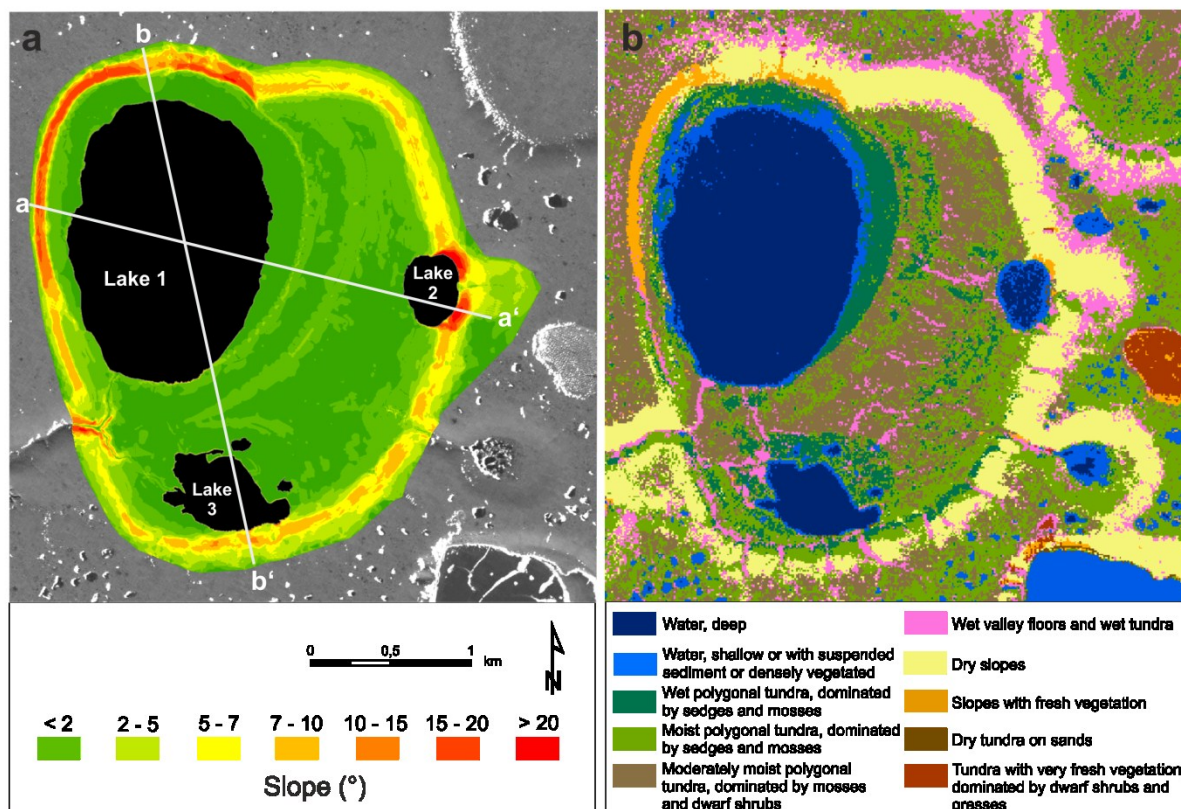 a
b
a
Lake 1
Lake
2
a'
Lake
3
b'
0
0,5
1
km
N
< 2
2 - 5
5 - 7
7 - 10
10 - 15
15 - 20
> 20
Slope (°)
b
Water, deep
Water, shallow or with suspended
sediment or densely vegetated
Wet polygonal tundra, dominated
by sedges and mosses
Moist polygonal tundra, dominated
by sedges and mosses
Moderately moist polygonal
tundra, dominated by mosses
and dwarf shrubs
Wet valley floors and wet tundra
Dry slopes
Slopes with fresh vegetation
Dry tundra on sands
Tundra with very fresh vegetation
dominated by dwarf shrubs and
grasses